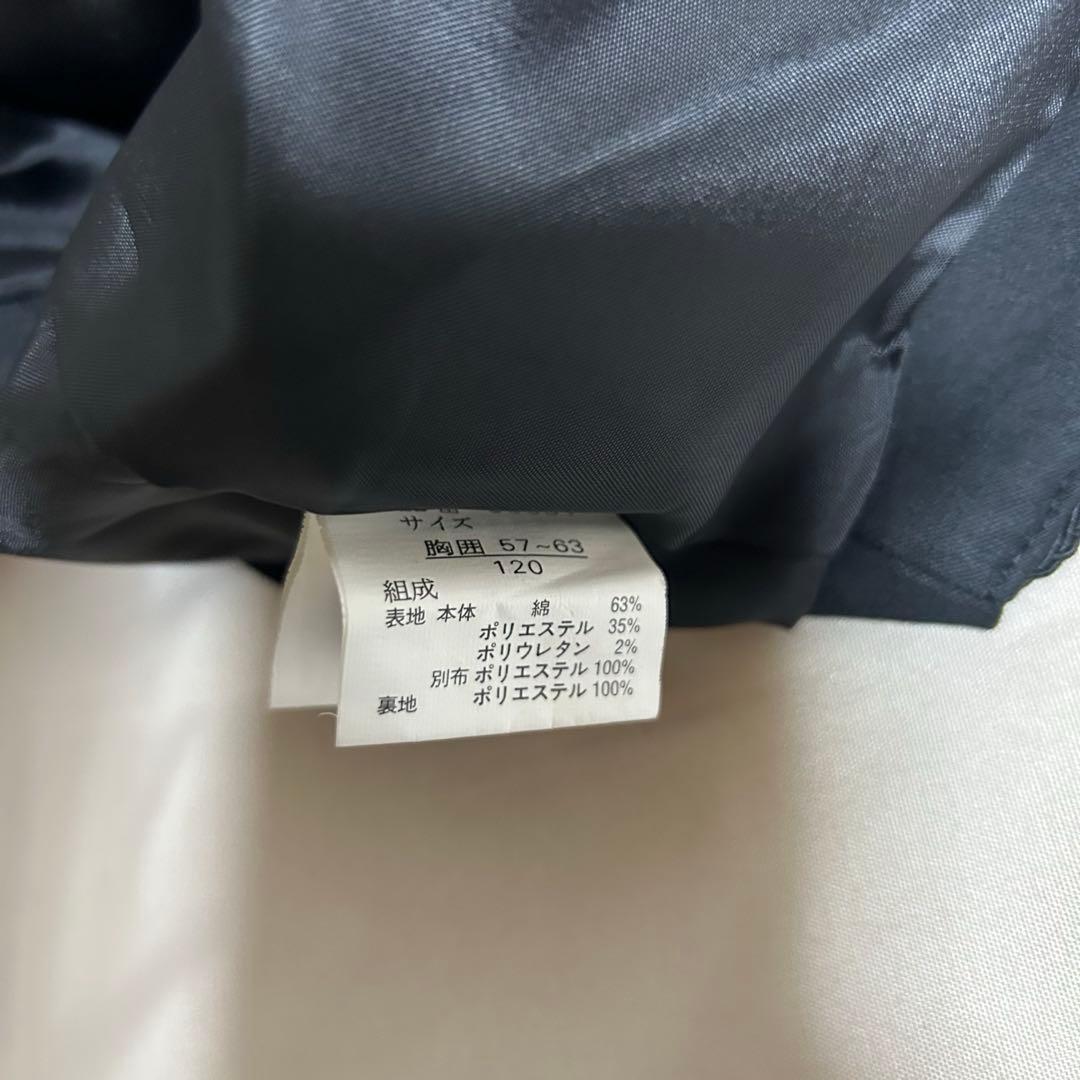 サイズ
胸囲 57~63
120
組成
表地 本体 綿 63%
ポリエステル 35%
ポリウレタン 2%
別布 ポリエステル 100%
裏地 ポリエステル 100%